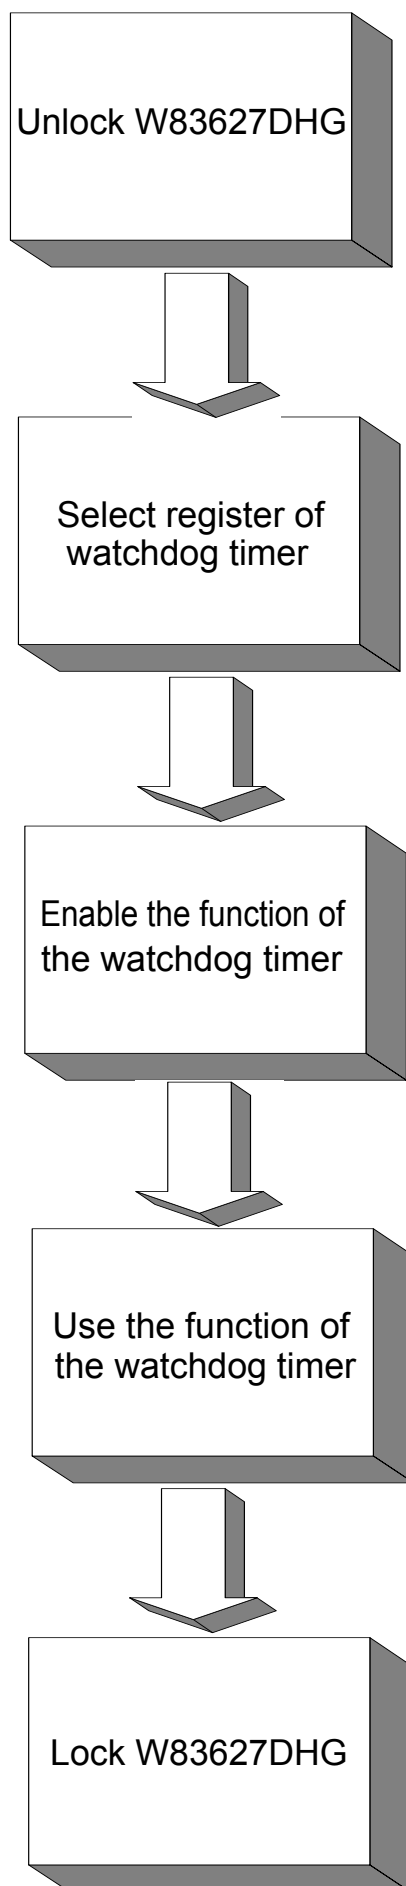 Unlock W83627DHG
Select register of
watchdog timer
Enable the function of
the watchdog timer
Use the function of
the watchdog timer
Lock W83627DHG